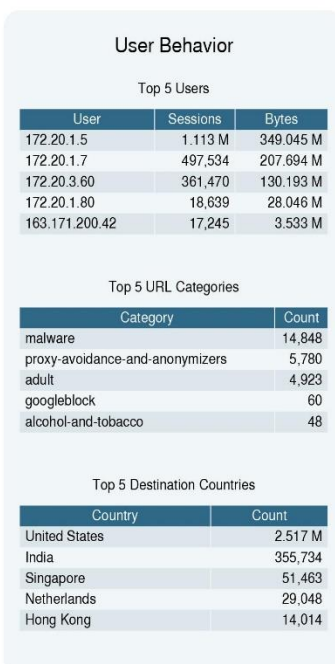 User Behavior
Top 5 Users
User Sessions Bytes
172.20.1.5 1.113 M 349.045 M
172.20.1.7 497,534 207.694 M
172.20.3.60 361,470 130.193 M
172.20.1.80 18,639 28.046 M
163.171.200.42 17,245 3.533 M
Top 5 URL Categories
Category Count
malware 14,848
proxy-avoidance-and-anonymizers 5,780
adult 4,923
googleblock 60
alcohol-and-tobacco 48
Top 5 Destination Countries
Country Count
United States 2.517 M
India 355,734
Singapore 51,463
Netherlands 29,048
Hong Kong 14,014